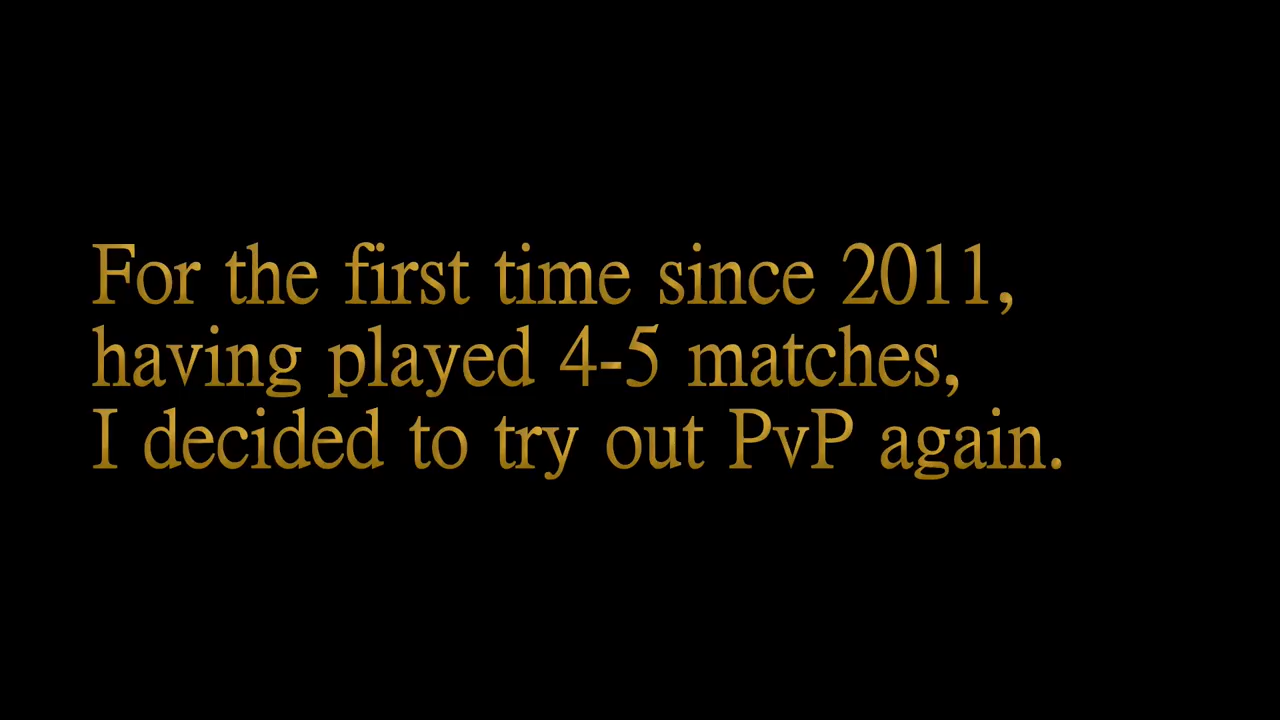 For the first time since 2011,
having played 4-5 matches,
I decided to try out PvP again.